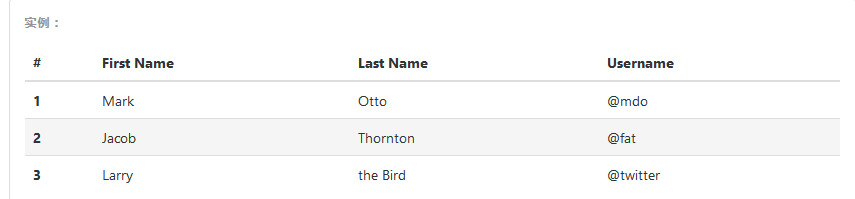 实例：
# First Name Last Name Username
1 Mark Otto @mdo
2 Jacob Thornton @fat
3 Larry the Bird @twitter